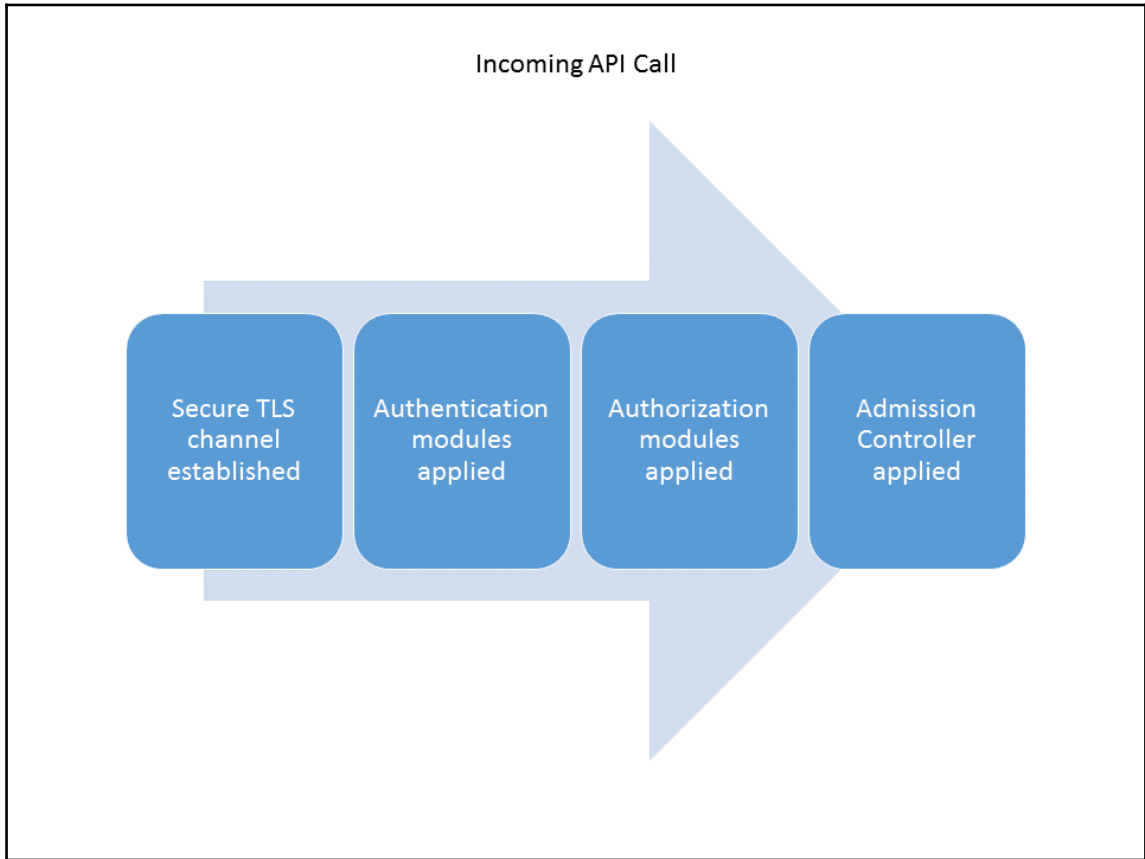 Incoming API Call
Secure TLS
channel
established
Authentication
modules
applied
Authorization
modules
applied
Admission
Controller
applied